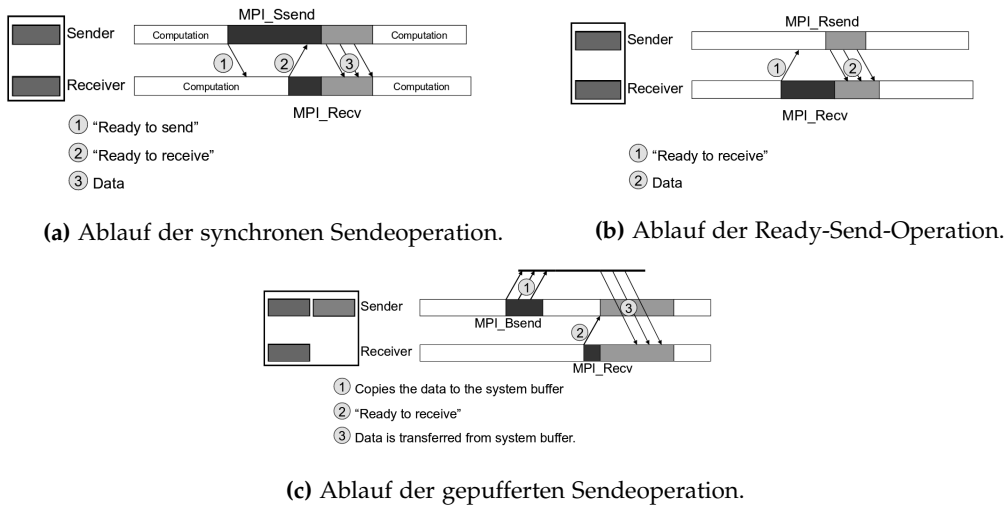 MPI_Ssend
Sender
Computation
Computation
1
2
3
Receiver
Computation
Computation
MPI_Recv
1 "Ready to send"
2 "Ready to receive"
3 Data
(a) Ablauf der synchronen Sendeoperation.
MPI_Rsend
Sender
1
2
Receiver
MPI_Recv
1 "Ready to receive"
2 Data
(b) Ablauf der Ready-Send-Operation.
1
Sender
3
MPI_Bsend
2
Receiver
MPI_Recv
1 Copies the data to the system buffer
2 "Ready to receive"
3 Data is transferred from system buffer.
(c) Ablauf der gepufferten Sendeoperation.